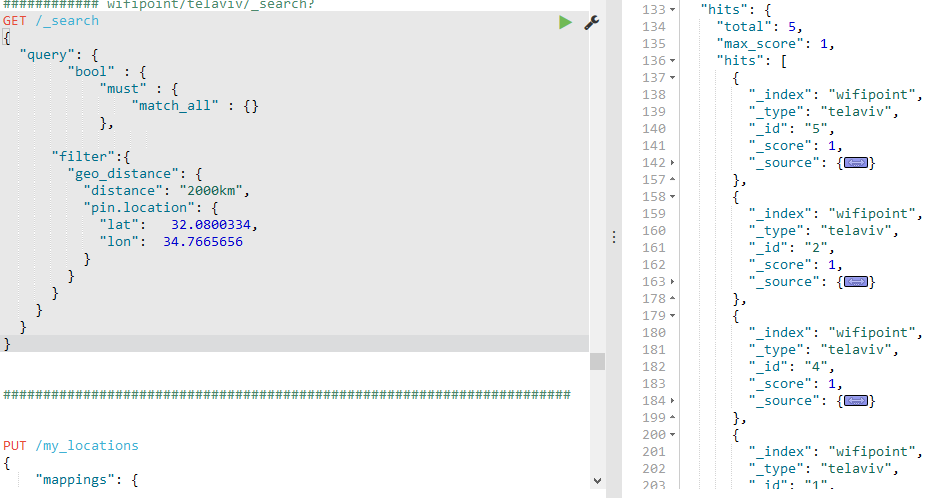 ############ wifipoint/telaviv/_search?
GET /_search
{
  "query": {
        "bool" : {
            "must" : {
                "match_all" : {}
            },

      "filter":{
        "geo_distance": {
          "distance": "2000km",
          "pin.location": {
            "lat":   32.0800334,
            "lon":  34.7665656
          }
        }
      }
    }
  }
}
#######################################################################
PUT /my_locations
{
    "mappings": {
133 "hits": {
134 "total": 5,
135 "max_score": 1,
136 "hits": [
137 {
138 "_index": "wifipoint",
139 "_type": "telaviv",
140 "_id": "5",
141 "_score": 1,
142 "_source": {}
157 },
158 {
159 "_index": "wifipoint",
160 "_type": "telaviv",
161 "_id": "2",
162 "_score": 1,
163 "_source": {}
178 },
179 {
180 "_index": "wifipoint",
181 "_type": "telaviv",
182 "_id": "4",
183 "_score": 1,
184 "_source": {}
199 },
200 {
201 "_index": "wifipoint",
202 "_type": "telaviv",
203 "_id": "1",